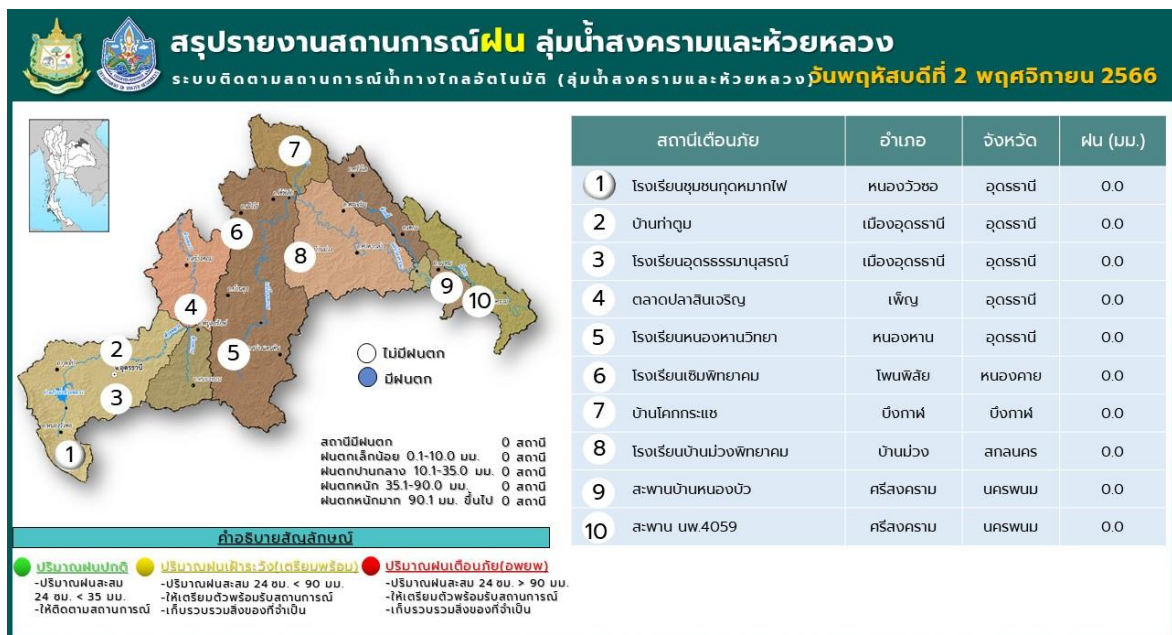 สรุปรายงานสถานการณ์ฝน ลุ่มน้ำสงครามและห้วยหลวง
ระบบติดตามสถานการณ์น้ำทางไกลอัตโนมัติ (ลุ่มน้ำสงครามและห้วยหลวง)
วันพฤหัสบดีที่ 2 พฤศจิกายน 2566
7
6
8
9
10
4
2
5
3
1
อ.อุดรธานี
ไม่มีฝนตก
มีฝนตก
สถานีมีฝนตก 0 สถานี
ฝนตกเล็กน้อย 0.1-10.0 มม. 0 สถานี
ฝนตกปานกลาง 10.1-35.0 มม. 0 สถานี
ฝนตกหนัก 35.1-90.0 มม. 0 สถานี
ฝนตกหนักมาก 90.1 มม. ขึ้นไป 0 สถานี
สถานีเตือนภัย อำเภอ จังหวัด ฝน (มม.)
1 โรงเรียนชุมชนกุดหมากไฟ หนองวัวซอ อุดรธานี 0.0
2 บ้านท่าตูม เมืองอุดรธานี อุดรธานี 0.0
3 โรงเรียนอุดรธรรมานุสรณ์ เมืองอุดรธานี อุดรธานี 0.0
4 ตลาดปลาสินเจริญ เพ็ญ อุดรธานี 0.0
5 โรงเรียนหนองหานวิทยา หนองหาน อุดรธานี 0.0
6 โรงเรียนเซิมพิทยาคม โพนพิสัย หนองคาย 0.0
7 บ้านโคกกระแซ บึงกาฬ บึงกาฬ 0.0
8 โรงเรียนบ้านม่วงพิทยาคม บ้านม่วง สกลนคร 0.0
9 สะพานบ้านหนองบัว ศรีสงคราม นครพนม 0.0
10 สะพาน นพ.4059 ศรีสงคราม นครพนม 0.0
คำอธิบายสัญลักษณ์
ปริมาณฝนปกติ
-ปริมาณฝนสะสม
24 ชม. < 35 มม.
-ให้ติดตามสถานการณ์
ปริมาณฝนเฝ้าระวัง(เตรียมพร้อม)
-ปริมาณฝนสะสม 24 ชม. < 90 มม.
-ให้เตรียมตัวพร้อมรับสถานการณ์
-เก็บรวบรวมสิ่งของที่จำเป็น
ปริมาณฝนเตือนภัย(อพยพ)
-ปริมาณฝนสะสม 24 ชม. > 90 มม.
-ให้เตรียมตัวพร้อมรับสถานการณ์
-เก็บรวบรวมสิ่งของที่จำเป็น